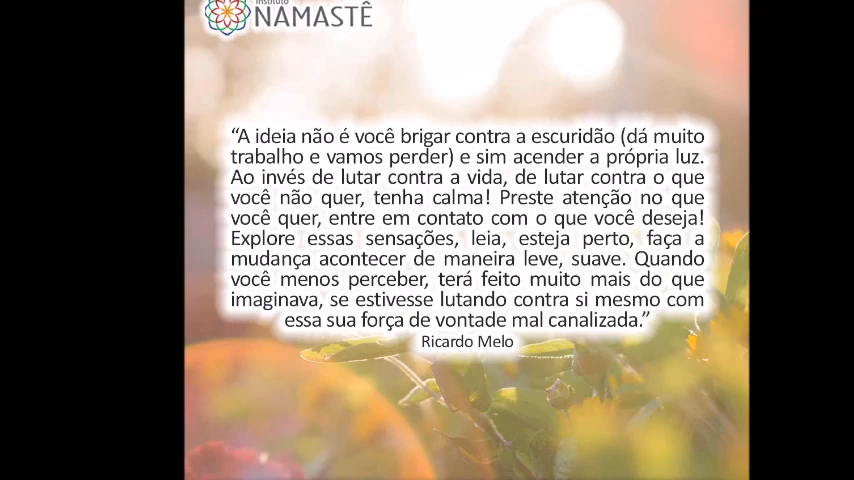 Instituto
NAMASTÊ
“A ideia não é você brigar contra a escuridão (dá muito
trabalho e vamos perder) e sim acender a própria luz.
Ao invés de lutar contra a vida, de lutar contra o que
você não quer, tenha calma! Preste atenção no que
você quer, entre em contato com o que você deseja!
Explore essas sensações, leia, esteja perto, faça a
mudança acontecer de maneira leve, suave. Quando
você menos perceber, terá feito muito mais do que
imaginava, se estivesse lutando contra si mesmo com
essa sua força de vontade mal canalizada.”
Ricardo Melo